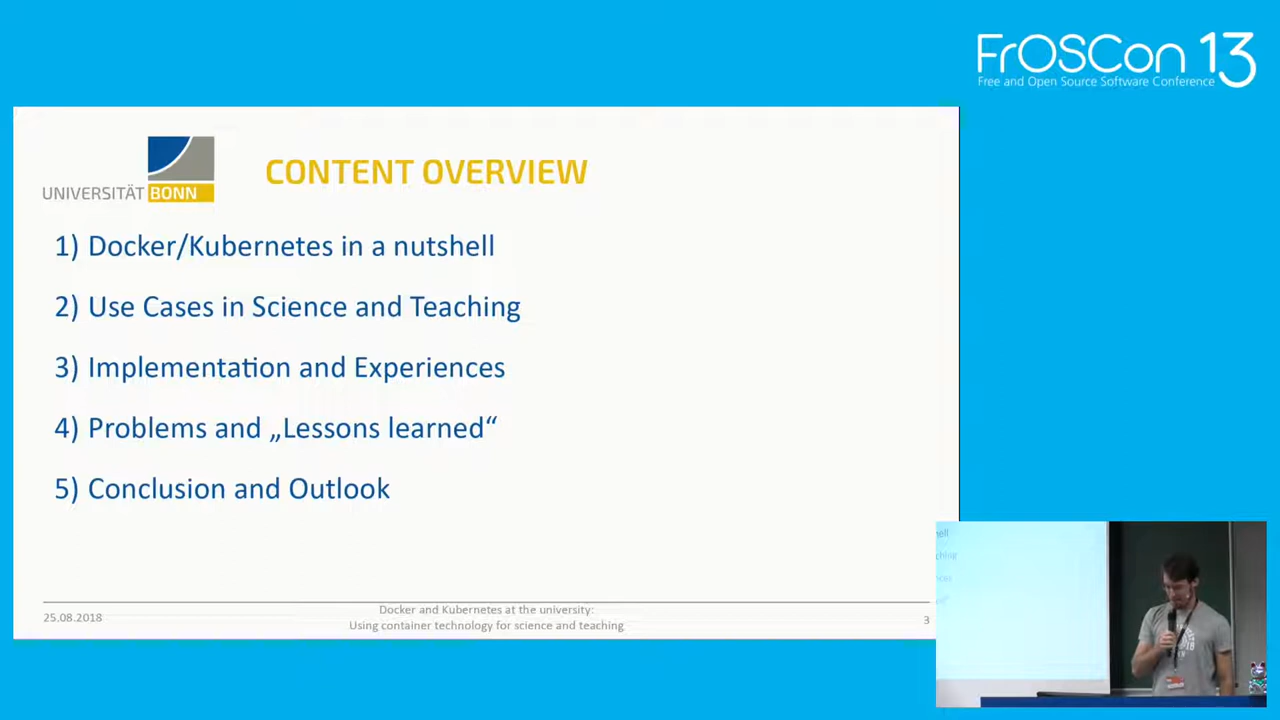 FrOSCon 13
Free and Open Source Software Conference
UNIVERSITÄT BONN
CONTENT OVERVIEW
1) Docker/Kubernetes in a nutshell
2) Use Cases in Science and Teaching
3) Implementation and Experiences
4) Problems and „Lessons learned“
5) Conclusion and Outlook
25.08.2018
Docker and Kubernetes at the university:
Using container technology for science and teaching
3